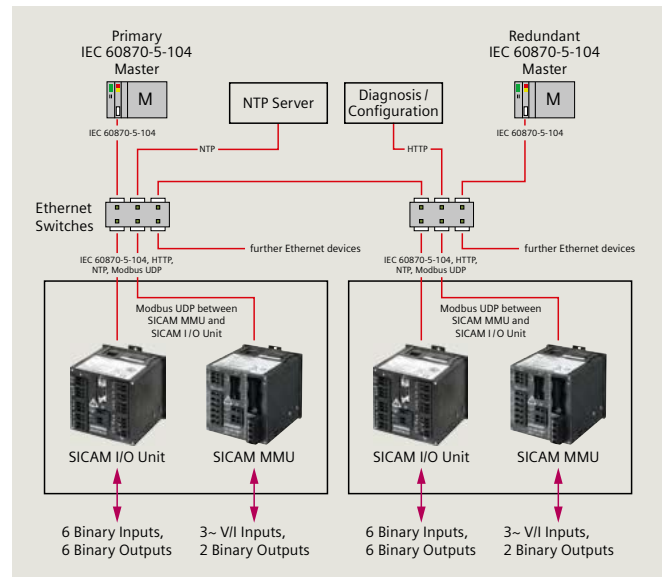 Primary
IEC 60870-5-104
Master
Redundant
IEC 60870-5-104
Master
M
NTP Server
Diagnosis /
Configuration
M
IEC 60870-5-104
NTP
HTTP
IEC 60870-5-104
Ethernet
Switches
further Ethernet devices
further Ethernet devices
IEC 60870-5-104, HTTP,
NTP, Modbus UDP
IEC 60870-5-104, HTTP,
NTP, Modbus UDP
Modbus UDP between
SICAM MMU and
SICAM I/O Unit
Modbus UDP between
SICAM MMU and
SICAM I/O Unit
SICAM I/O Unit
SICAM MMU
SICAM I/O Unit
SICAM MMU
6 Binary Inputs,
6 Binary Outputs
3~ V/I Inputs,
2 Binary Outputs
6 Binary Inputs,
6 Binary Outputs
3~ V/I Inputs,
2 Binary Outputs